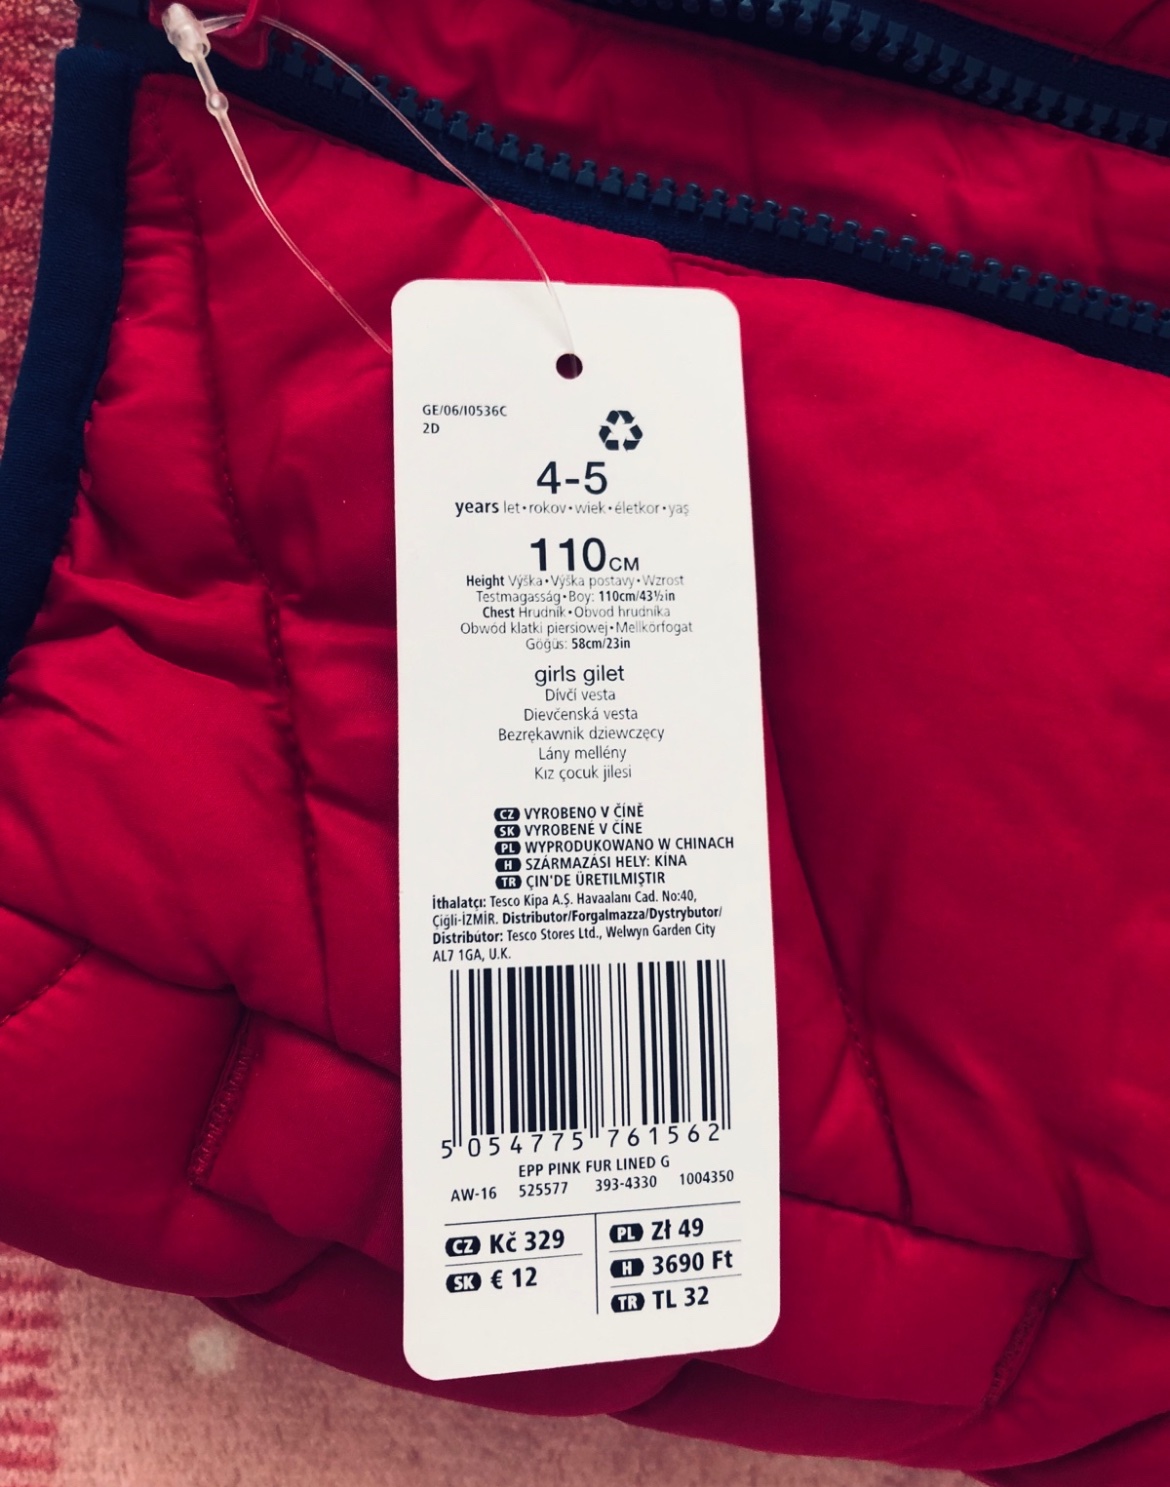 GE/06/I0536C
2D
4-5
years let•rokov•wiek•életkor•yaş
110CM
Height Výška•Výška postavy•Wzrost
Testmagasság•Boy: 110cm/43½in
Chest Hrudník•Obvod hrudníka
Obwód klatki piersiowej•Mellkörfogat
Göğüs: 58cm/23in
girls gilet
Dívčí vesta
Dievčenská vesta
Bezrękawnik dziewczęcy
Lány mellény
Kız çocuk jilesi
CZ VYROBENO V ČÍNĚ
SK VYROBENÉ V ČÍNE
PL WYPRODUKOWANO W CHINACH
H SZÁRMAZÁSI HELY: KÍNA
TR ÇIN'DE ÜRETILMIŞTIR
İthalatçı: Tesco Kipa A.Ş. Havaalanı Cad. No:40,
Çiğli-İZMİR. Distributor/Forgalmazza/Dystrybutor/
Distribútor: Tesco Stores Ltd., Welwyn Garden City
AL7 1GA, U.K.
5 054775 761562
EPP PINK FUR LINED G
AW-16 525577 393-4330 1004350
CZ Kč 329
SK € 12
PL Zł 49
H 3690 Ft
TR TL 32